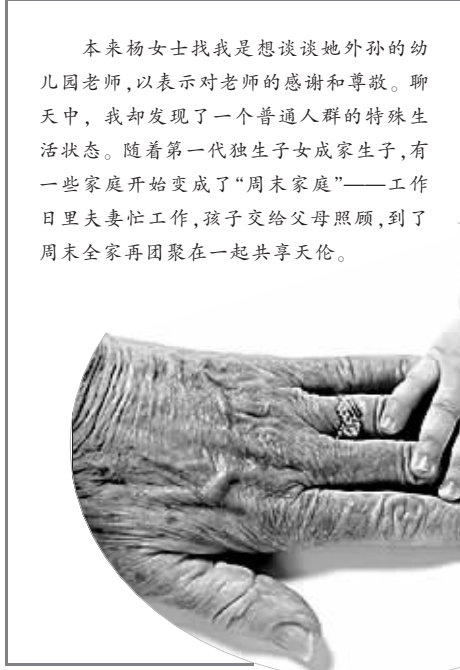 本来杨女士找我是想谈谈她外孙的幼
儿园老师,以表示对老师的感谢和尊敬。聊
天中，我却发现了一个普通人群的特殊生
活状态。随着第一代独生子女成家生子,有
一些家庭开始变成了“周末家庭”——工作
日里夫妻忙工作,孩子交给父母照顾,到了
周末全家再团聚在一起共享天伦。